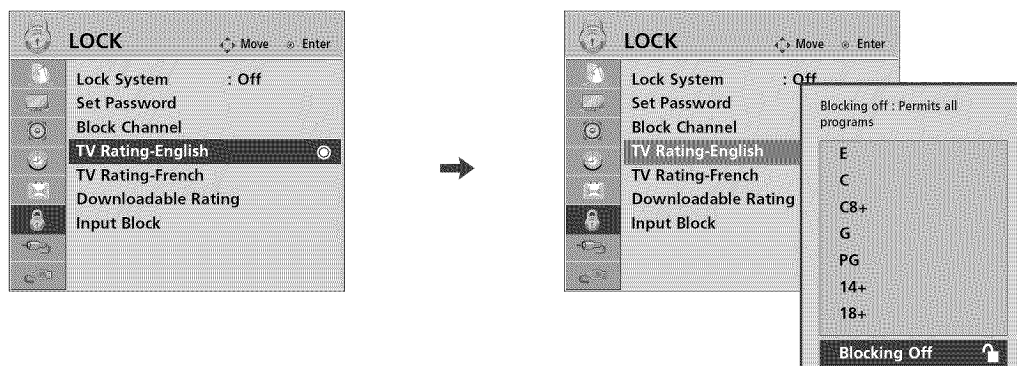 LOCK
Move Enter
Lock System : Off
Set Password
Block Channel
TV Rating-English
TV Rating-French
Downloadable Rating
Input Block
LOCK
Move Enter
Lock System : Off
Set Password
Block Channel
TV Rating-English
TV Rating-French
Downloadable Rating
Input Block
Blocking off : Permits all
programs
E
C
C8+
G
PG
14+
18+
Blocking Off